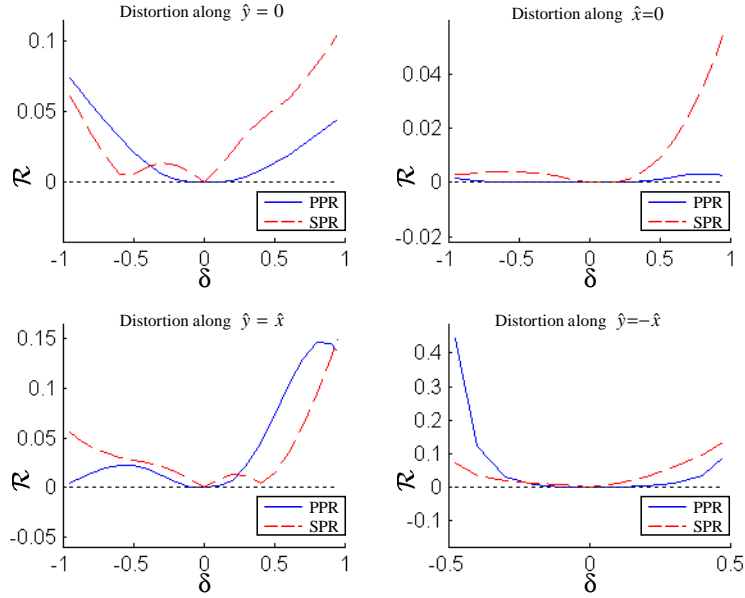 Distortion along ŷ = 0
0.1
0.05
0
ℛ
PPR
SPR
-1 -0.5 0 0.5 1
δ
Distortion along x̂=0
0.04
0.02
0
-0.02
ℛ
PPR
SPR
-1 -0.5 0 0.5 1
δ
Distortion along ŷ = x̂
0.15
0.1
0.05
0
-0.05
ℛ
PPR
SPR
-1 -0.5 0 0.5 1
δ
Distortion along ŷ=−x̂
0.4
0.3
0.2
0.1
0
-0.1
ℛ
PPR
SPR
-0.5 0 0.5
δ